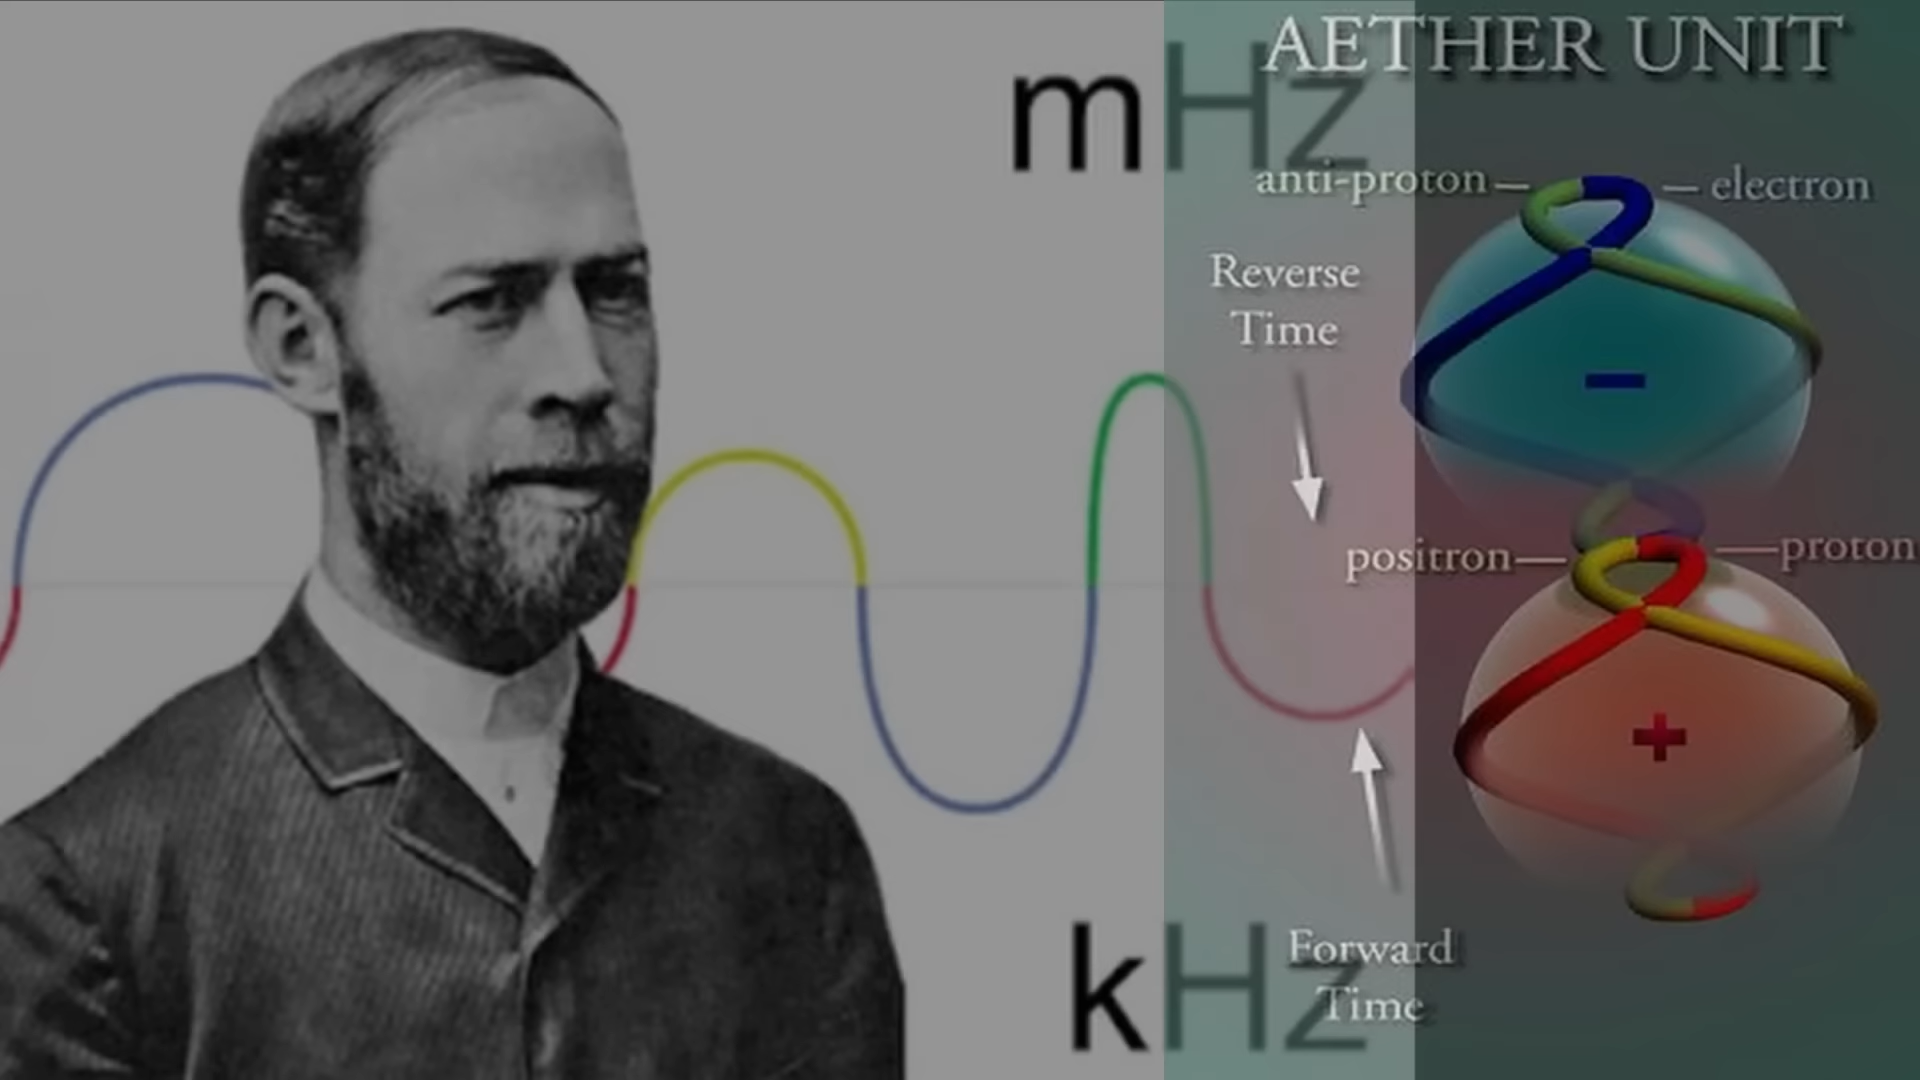 AETHER UNIT
mHz
anti-proton
electron
Reverse
Time
positron
proton
kHz
Forward
Time